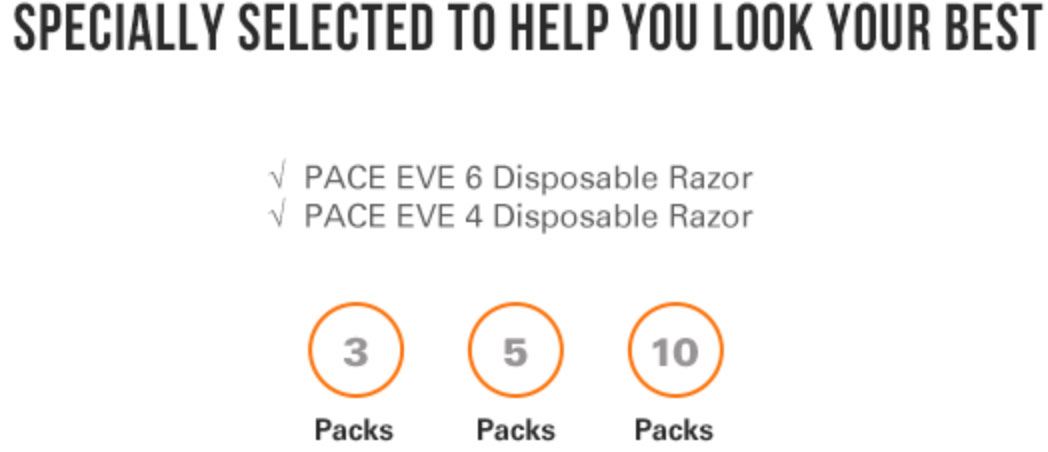 SPECIALLY SELECTED TO HELP YOU LOOK YOUR BEST
√ PACE EVE 6 Disposable Razor
√ PACE EVE 4 Disposable Razor
3 5 10
Packs Packs Packs